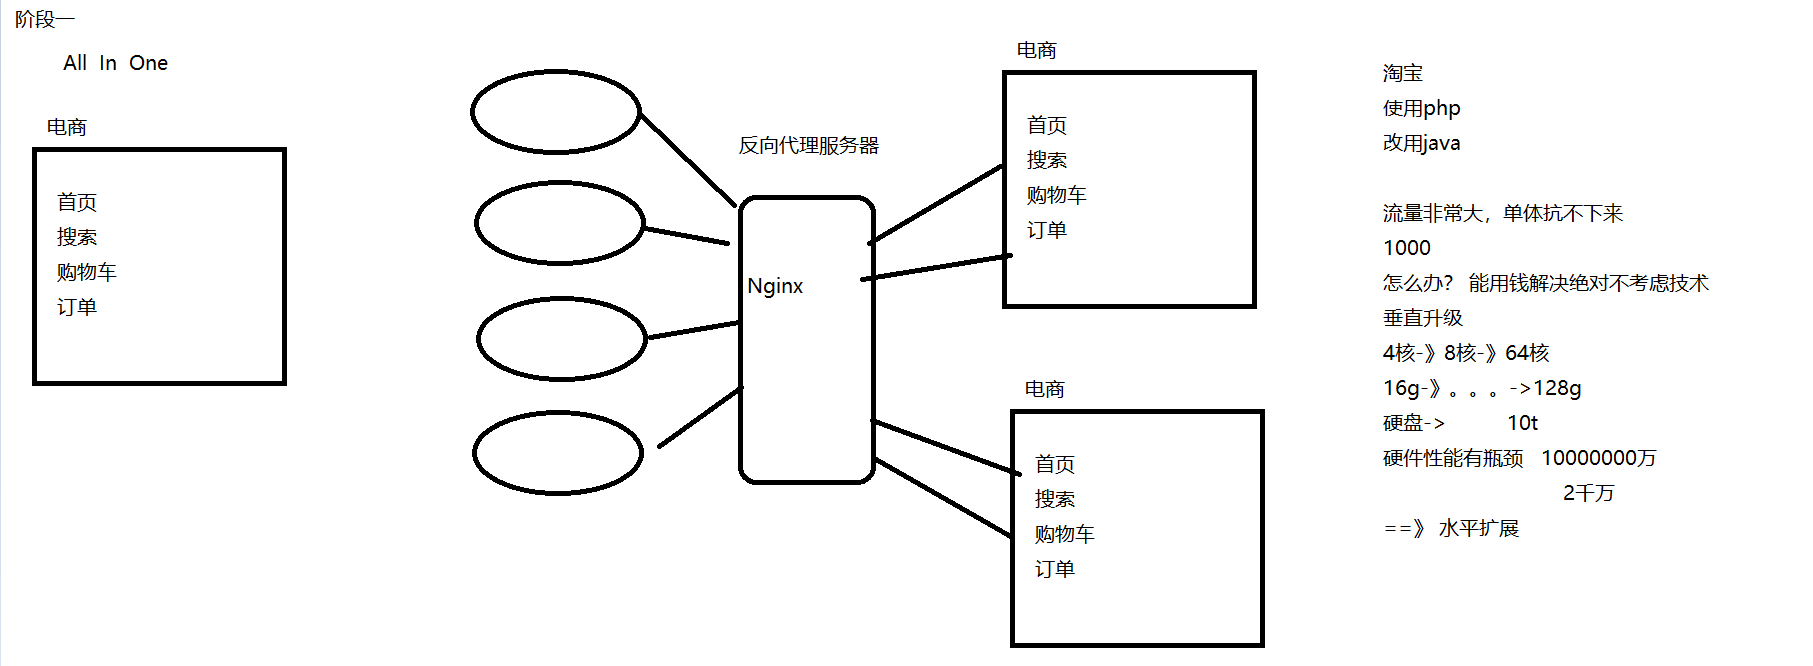 阶段一
All In One
电商
首页
搜索
购物车
订单
反向代理服务器
Nginx
电商
首页
搜索
购物车
订单
电商
首页
搜索
购物车
订单
淘宝
使用php
改用java
流量非常大，单体抗不下来
1000
怎么办？ 能用钱解决绝对不考虑技术
垂直升级
4核-》8核-》64核
16g-》。。。->128g
硬盘-> 10t
硬件性能有瓶颈 10000000万
2千万
==》 水平扩展